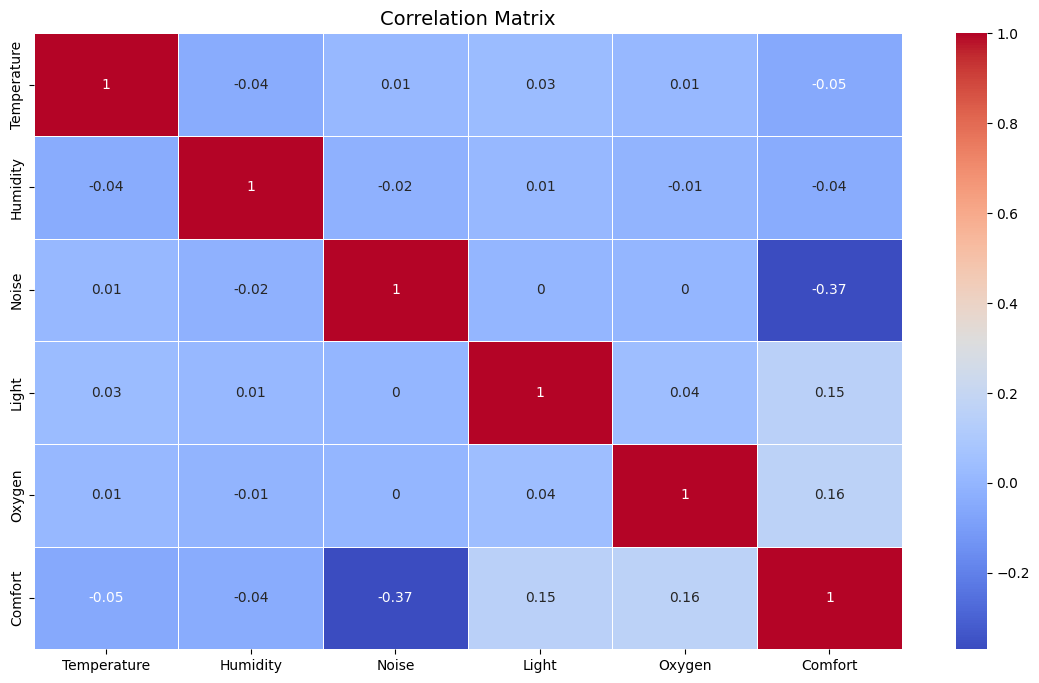 Correlation Matrix
Temperature 1 -0.04 0.01 0.03 0.01 -0.05
Humidity -0.04 1 -0.02 0.01 -0.01 -0.04
Noise 0.01 -0.02 1 0 0 -0.37
Light 0.03 0.01 0 1 0.04 0.15
Oxygen 0.01 -0.01 0 0.04 1 0.16
Comfort -0.05 -0.04 -0.37 0.15 0.16 1
Temperature Humidity Noise Light Oxygen Comfort
1.0
0.8
0.6
0.4
0.2
0.0
−0.2